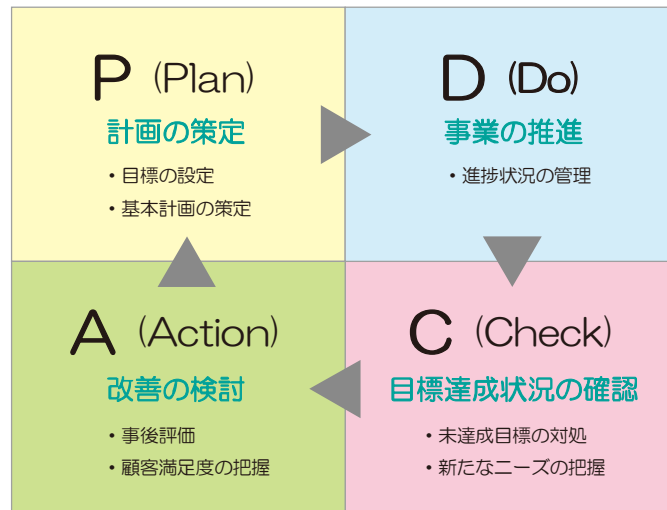 P (Plan)
計画の策定
・目標の設定
・基本計画の策定
D (Do)
事業の推進
・進捗状況の管理
A (Action)
改善の検討
・事後評価
・顧客満足度の把握
C (Check)
目標達成状況の確認
・未達成目標の対処
・新たなニーズの把握